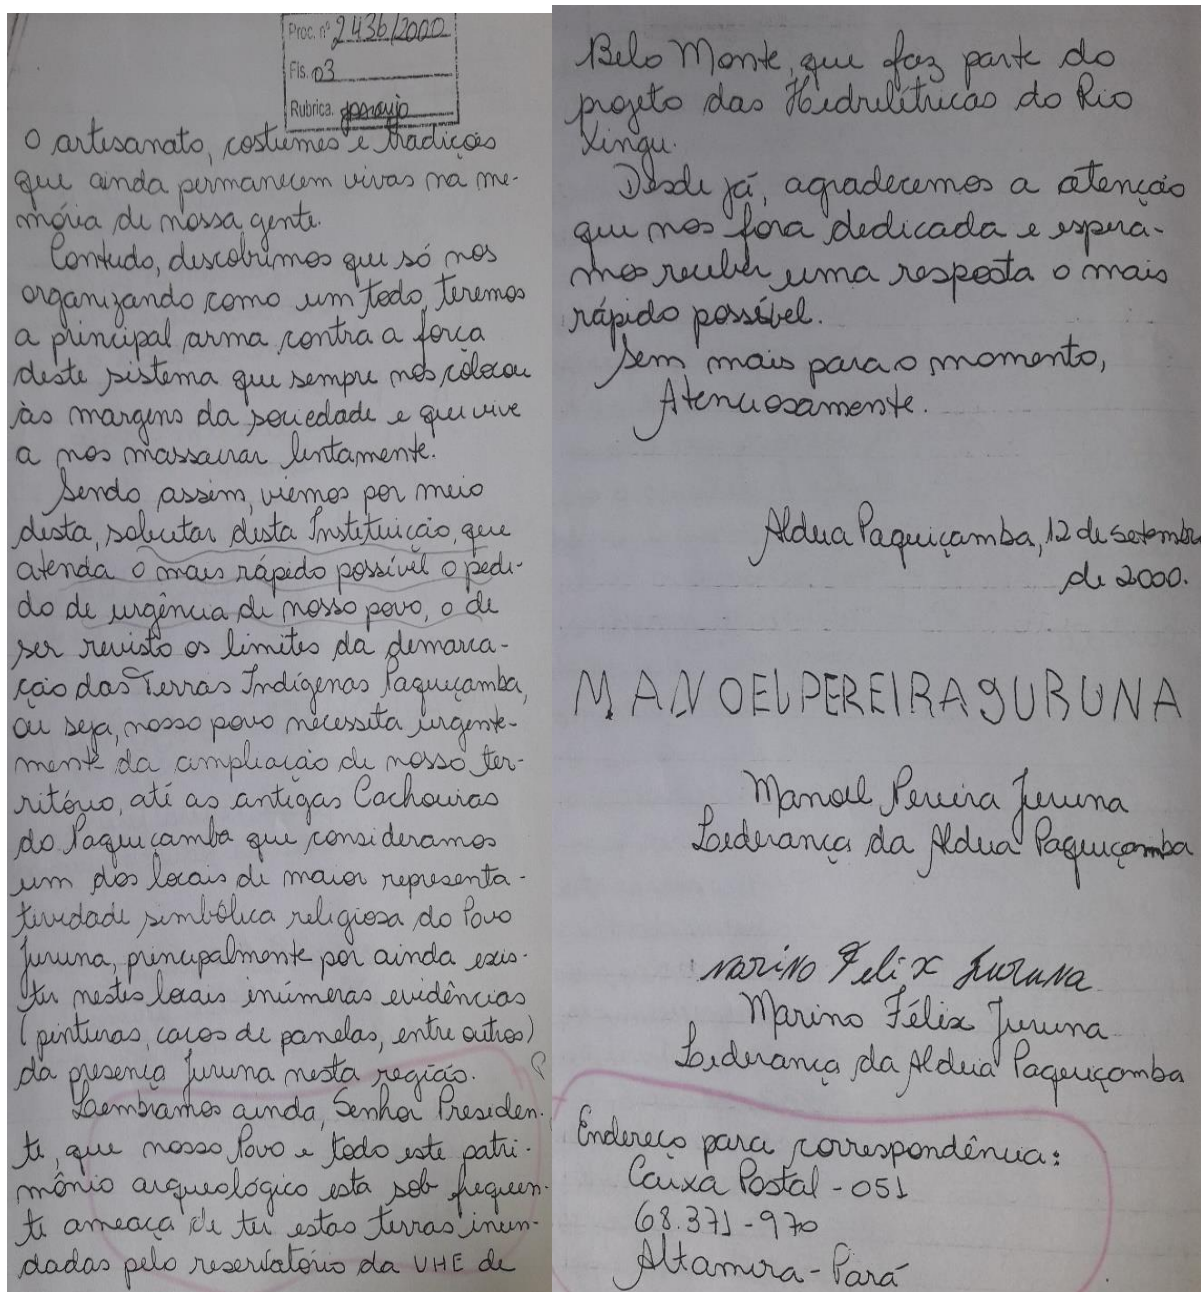 Proc. nº 2436/2000
Fls. 03
Rubrica.
O artesanato, costumes e tradições
que ainda permanecem vivas na me-
mória de nossa gente.
Contudo, descobrimos que só nos
organizando como um todo, teremos
a principal arma contra a força
deste sistema que sempre nos colocou
às margens da sociedade e que vive
a nos massacrar lentamente.
Sendo assim, viemos por meio
desta, solicitar desta Instituição, que
atenda o mais rápido possível o pedi-
do de urgência de nosso povo, o de
ser revisto os limites da demarca-
ção das Terras Indígenas Paquiçamba,
ou seja, nosso povo necessita urgente-
mente da ampliação de nosso ter-
ritório, até as antigas Cachoeiras
do Paquiçamba que consideramos
um dos locais de maior representa-
tividade simbólica religiosa do Povo
Juruna, principalmente por ainda exis-
tir nestes locais inúmeras evidências
(pinturas, cacos de panelas, entre outros)
da presença Juruna nesta região.
Lembramos ainda, Senhor Presiden-
te, que nosso Povo e todo este patri-
mônio arqueológico esta sob frequen-
te ameaça de ter estas terras inun-
dadas pelo reservatório da UHE de
Belo Monte, que faz parte do
projeto das Hidrelétricas do Rio
Xingu.
Desde já, agradecemos a atenção
que nos fora dedicada e espera-
mos receber uma resposta o mais
rápido possível.
Sem mais para o momento,
Atenciosamente.
Aldeia Paquiçamba, 12 de setembro
de 2000.
MANOEL PEREIRA JURUNA
Manoel Pereira Juruna
Liderança da Aldeia Paquiçamba
Marino Felix Juruna
Marino Félix Juruna
Liderança da Aldeia Paquiçamba
Endereço para correspondência:
Caixa Postal - 051
68.371-970
Altamira - Pará